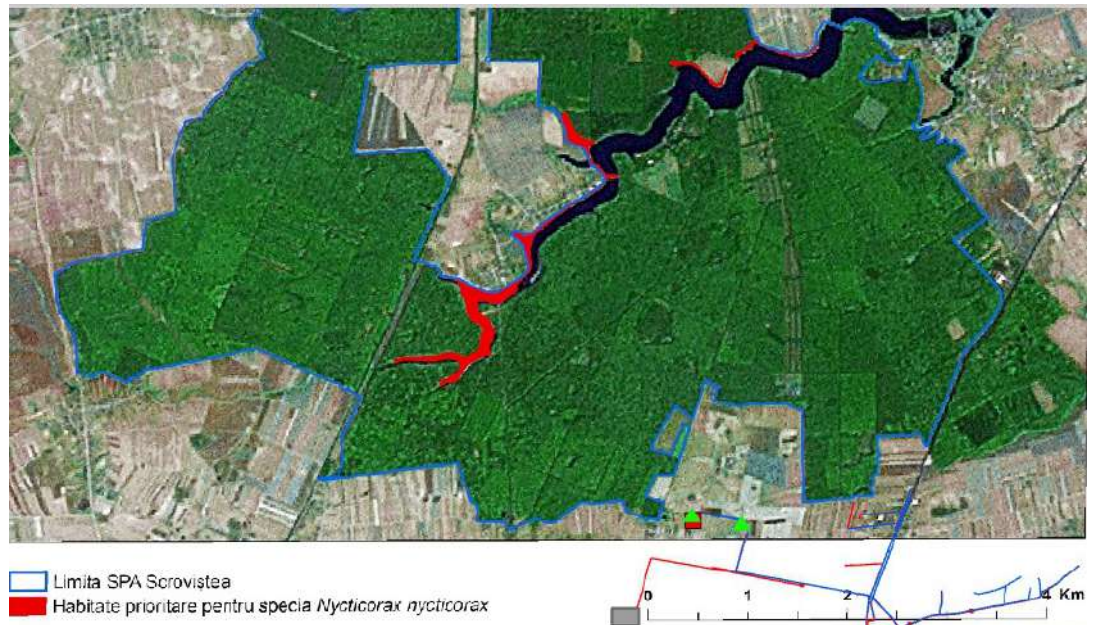 Limita SPA Scrovistea
Habitate prioritare pentru specia Nycticorax nycticorax
0 1 2 4 Km